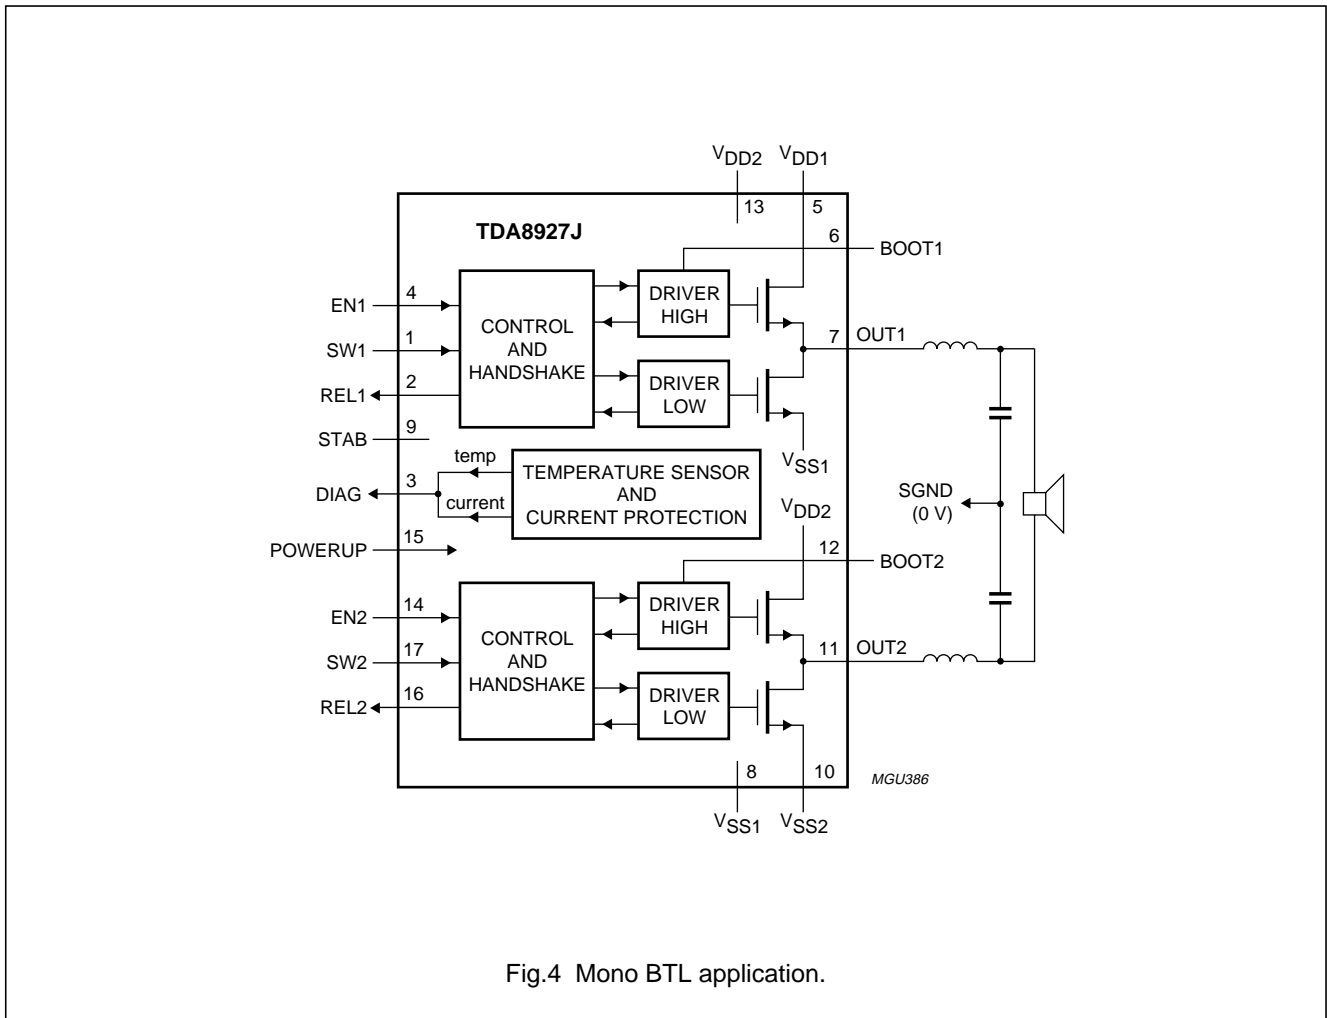 VDD2 VDD1
13 5
TDA8927J
6 BOOT1
EN1 4
SW1 1
REL1 2
STAB 9
CONTROL
AND
HANDSHAKE
DRIVER
HIGH
DRIVER
LOW
7 OUT1
VSS1
temp
current
DIAG 3
TEMPERATURE SENSOR
AND
CURRENT PROTECTION
SGND
(0 V)
VDD2
POWERUP 15
12 BOOT2
EN2 14
SW2 17
REL2 16
CONTROL
AND
HANDSHAKE
DRIVER
HIGH
DRIVER
LOW
11 OUT2
8 10
MGU386
VSS1 VSS2
Fig.4 Mono BTL application.